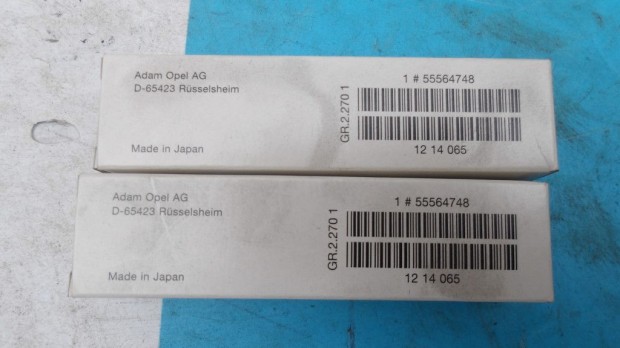 Adam Opel AG
D-65423 Rüsselsheim
Made in Japan
GR.2.270 1
1 # 55564748
12 14 065
Adam Opel AG
D-65423 Rüsselsheim
Made in Japan
GR.2.270 1
1 # 55564748
12 14 065